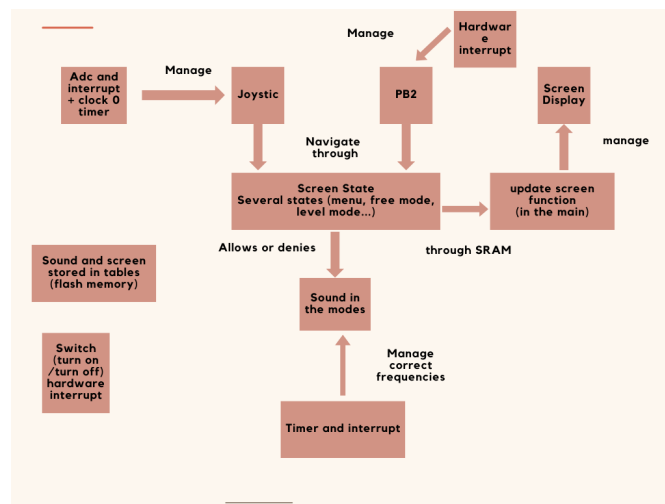 Manage
Hardwar
e
interrupt
Adc and
interrupt
+ clock 0
timer
Manage
Joystic
PB2
Screen
Display
Navigate
through
manage
Screen State
Several states (menu, free mode,
level mode...)
update screen
function
(in the main)
Allows or denies
through SRAM
Sound and screen
stored in tables
(flash memory)
Sound in
the modes
Switch
(turn on
/turn off)
hardware
interrupt
Manage
correct
frequencies
Timer and interrupt